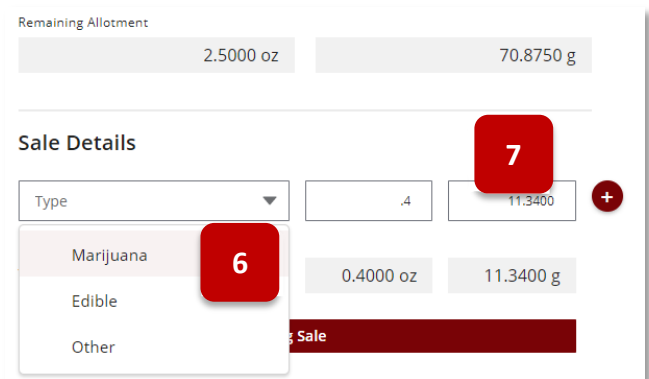 Remaining Allotment
2.5000 oz 70.8750 g
Sale Details
7
Type .4 11.3400 +
Marijuana
6
0.4000 oz 11.3400 g
Edible
Sale
Other